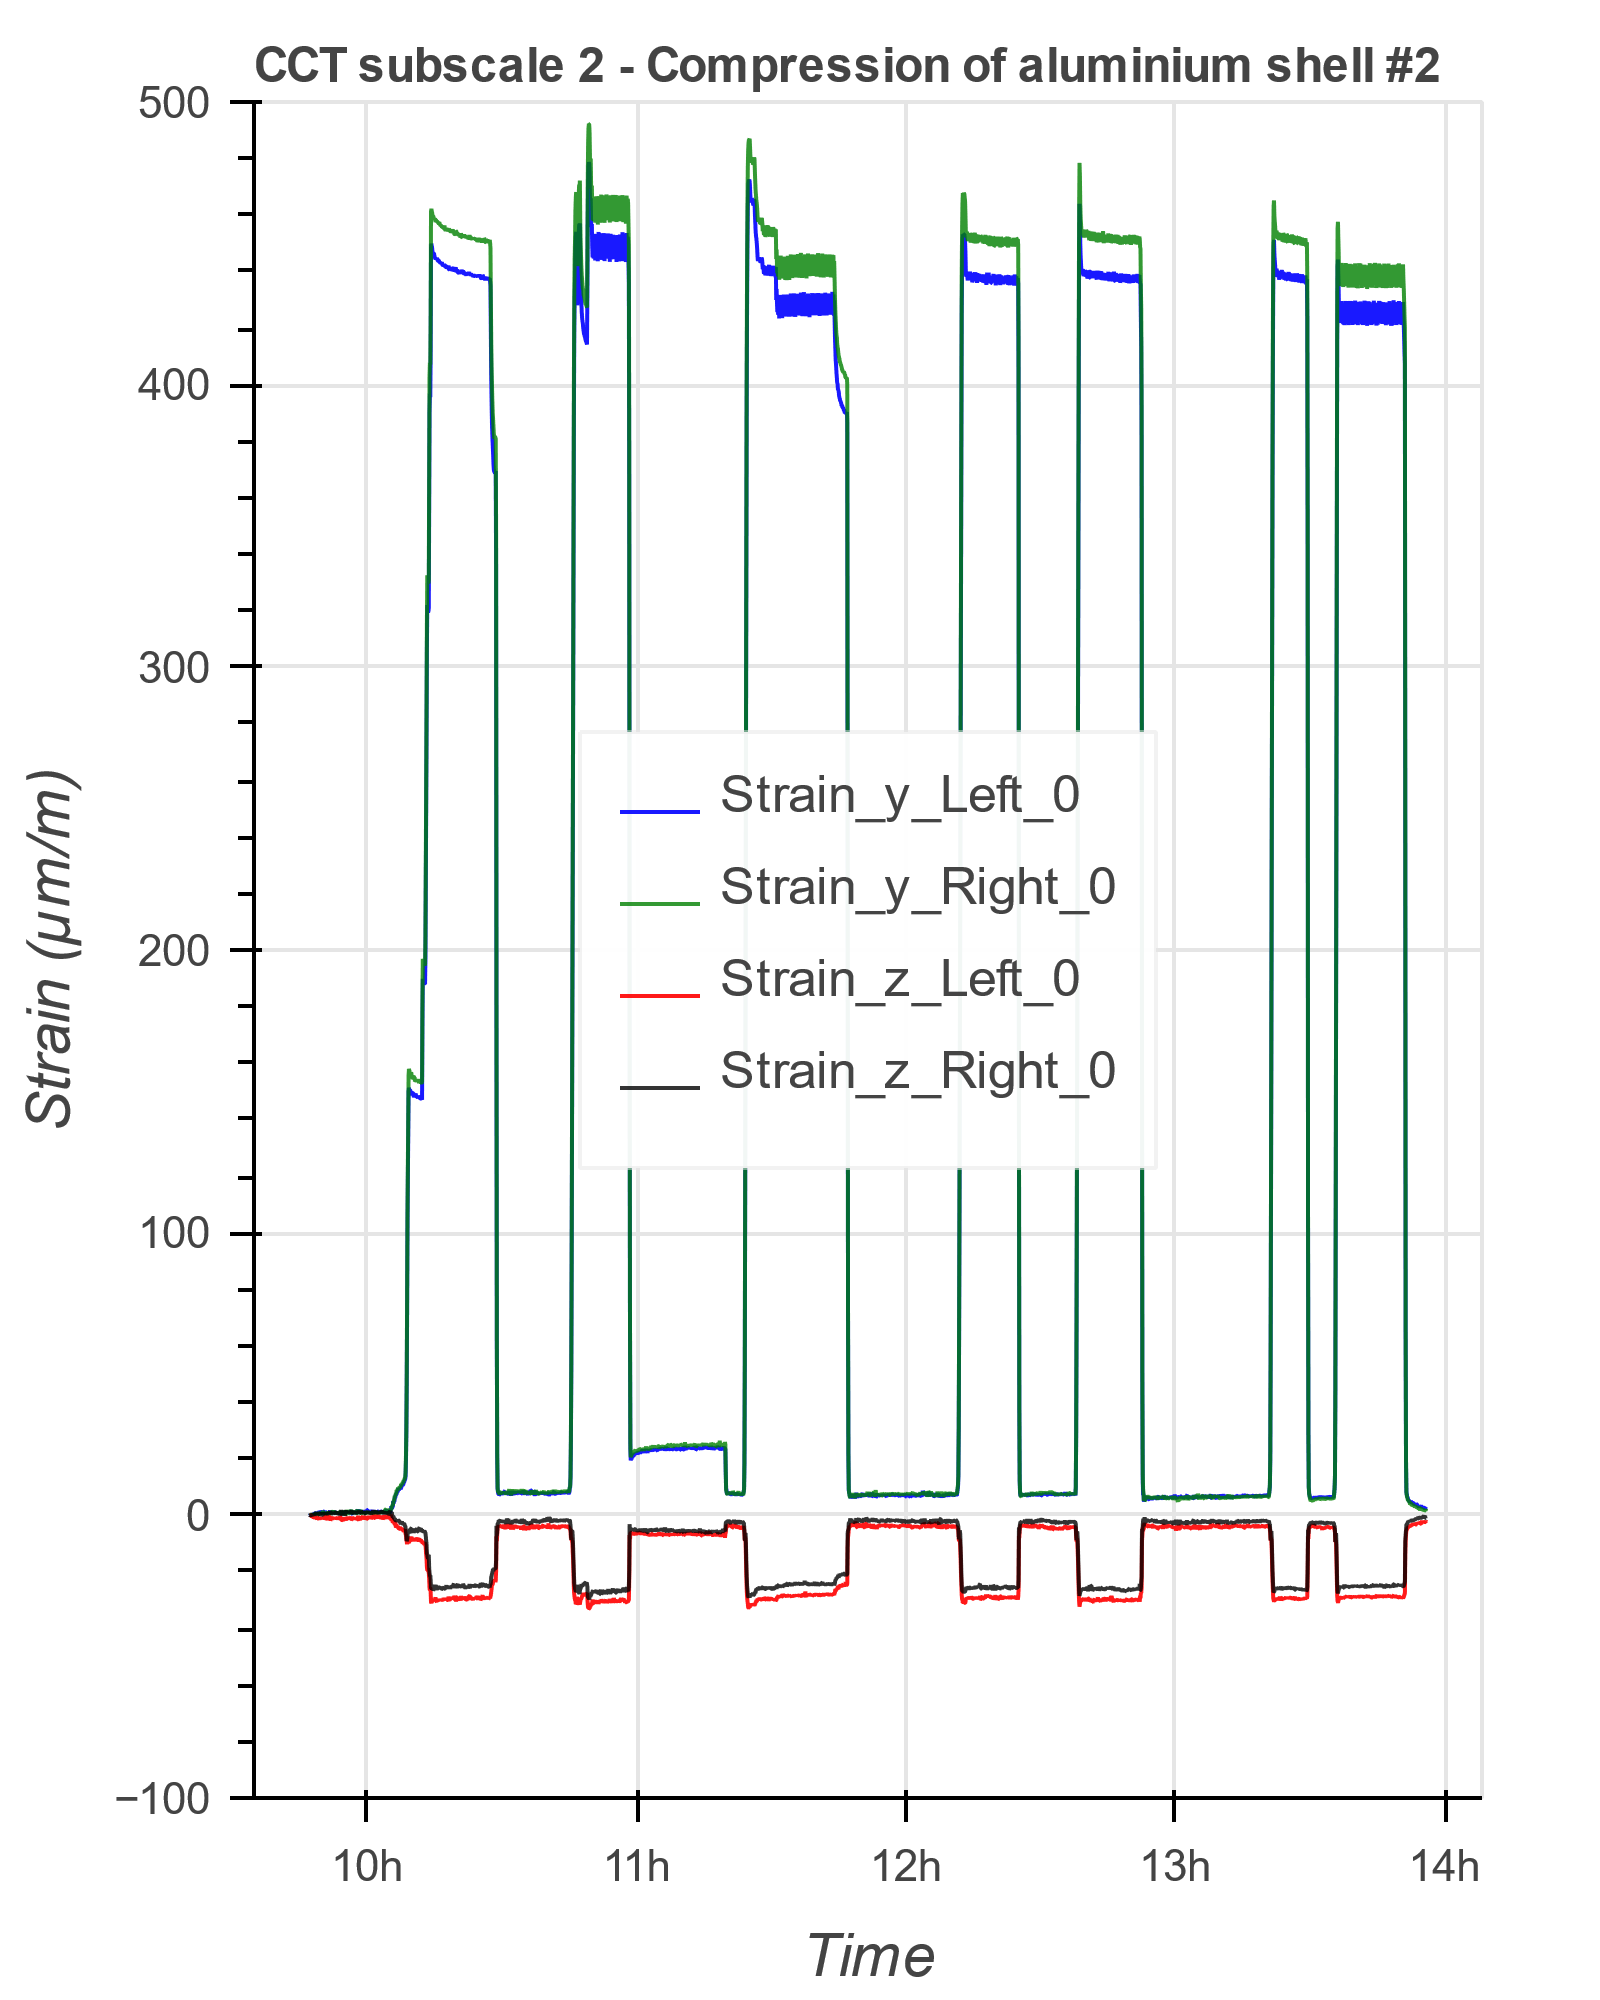 CCT subscale 2 - Compression of aluminium shell #2
500
400
300
200
100
0
−100
Strain (μm/m)
Strain_y_Left_0
Strain_y_Right_0
Strain_z_Left_0
Strain_z_Right_0
10h 11h 12h 13h 14h
Time